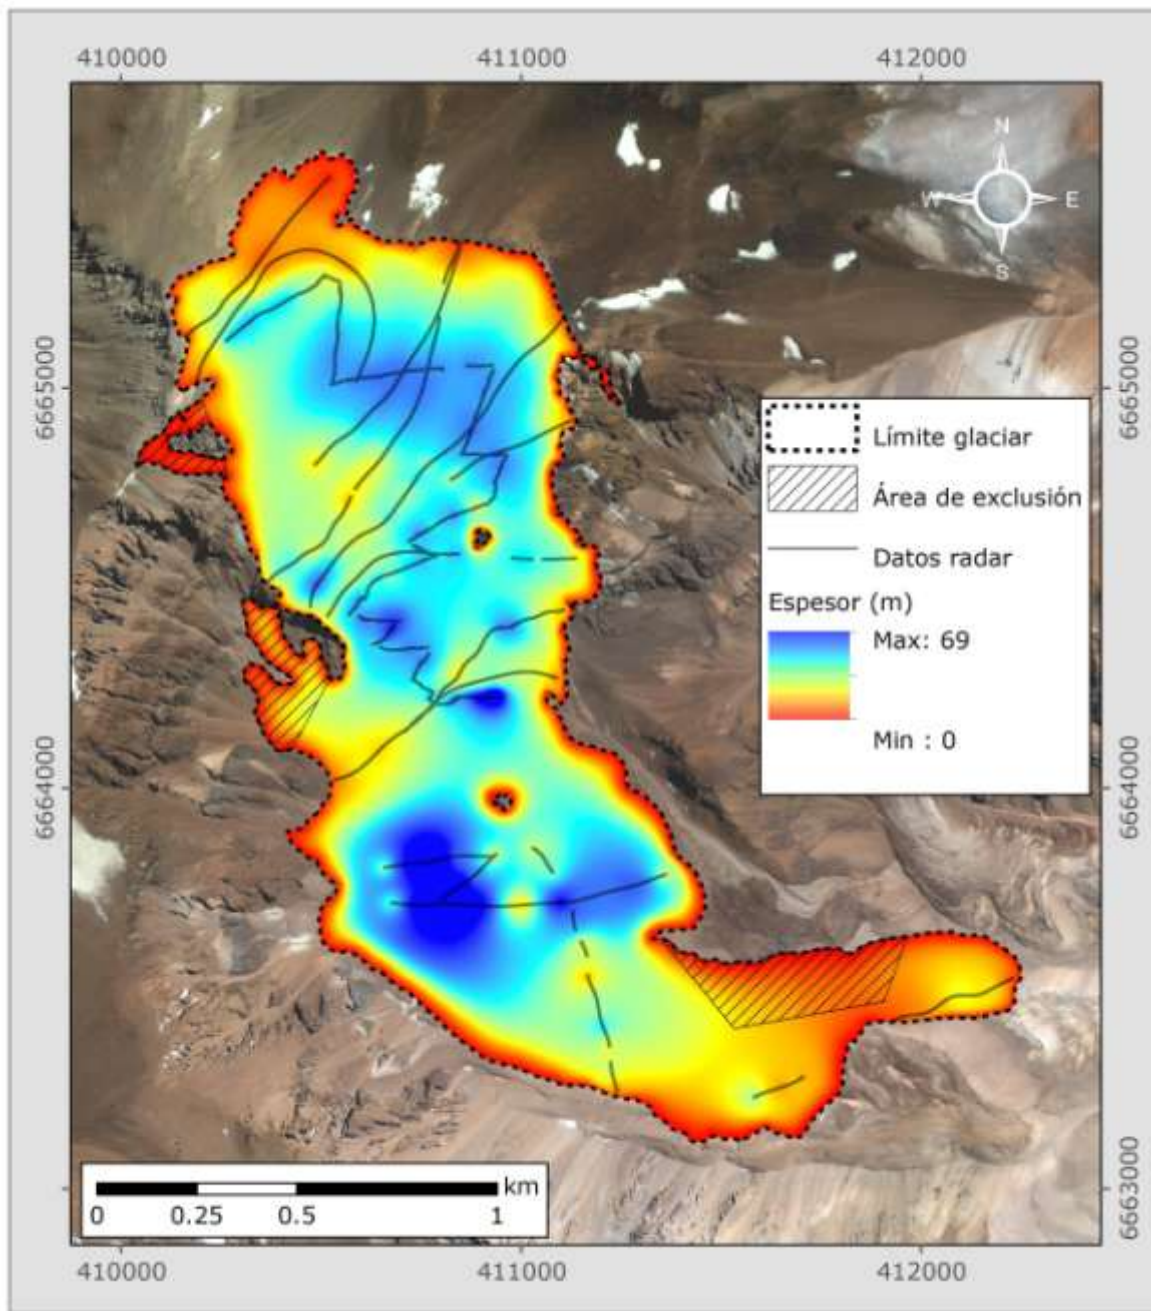 410000 411000 412000
N
W E
S
6665000
6665000
Límite glaciar
Área de exclusión
Datos radar
Espesor (m)
Max: 69
Min : 0
6664000
6664000
6663000
km
0 0.25 0.5 1
410000 411000 412000